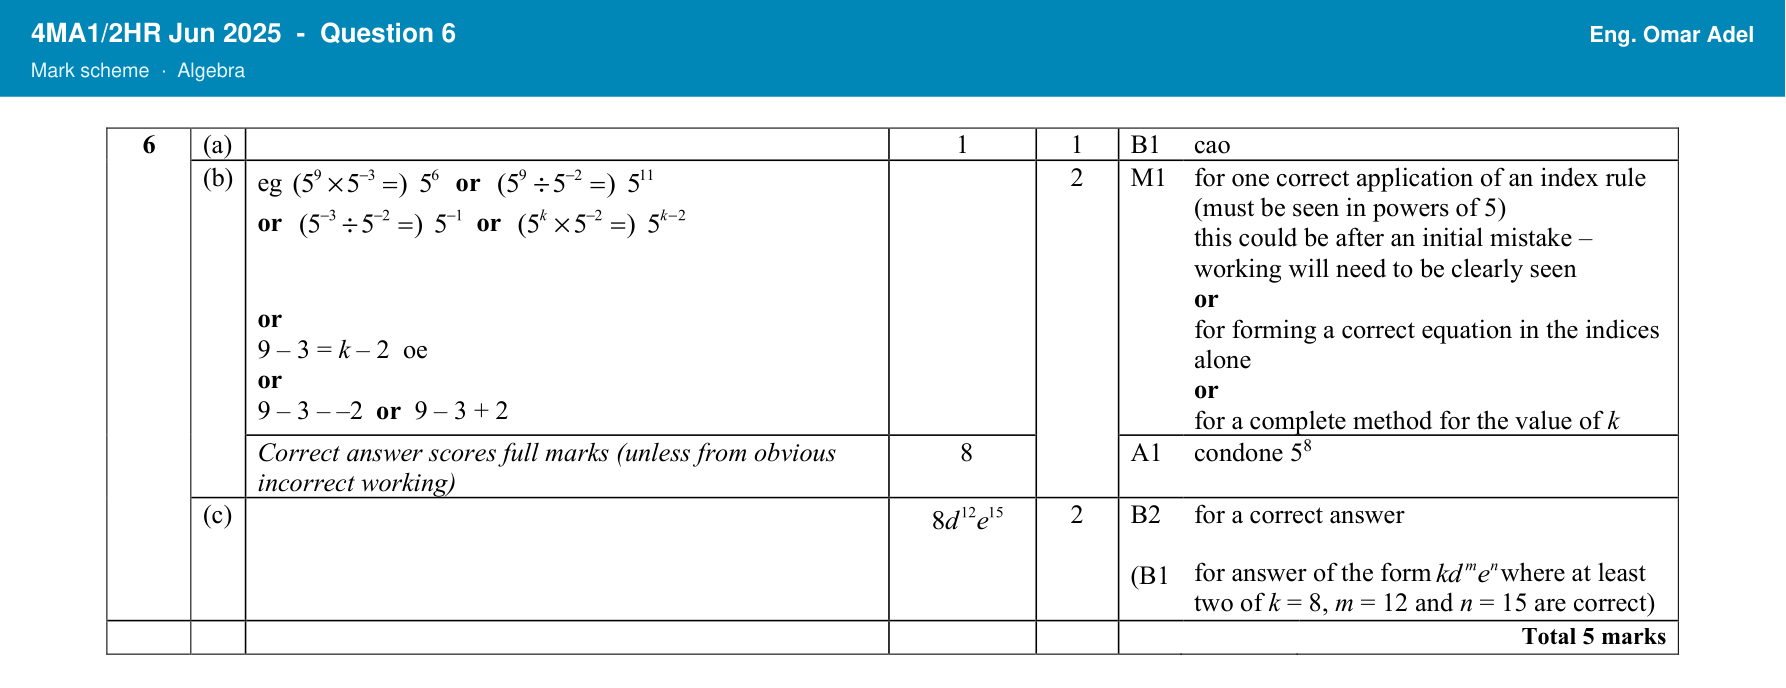 4MA1/2HR Jun 2025 - Question 6
Eng. Omar Adel
Mark scheme · Algebra
6 (a) 1 1 B1 cao
(b) eg (5⁹ × 5⁻³ =) 5⁶ or (5⁹ ÷ 5⁻² =) 5¹¹ 2 M1 for one correct application of an index rule
(must be seen in powers of 5)
or (5⁻³ ÷ 5⁻² =) 5⁻¹ or (5ᵏ × 5⁻² =) 5ᵏ⁻²
this could be after an initial mistake –
working will need to be clearly seen
or
or
9 – 3 = k – 2 oe
for forming a correct equation in the indices
alone
or
or
9 – 3 – –2 or 9 – 3 + 2
for a complete method for the value of k
Correct answer scores full marks (unless from obvious
incorrect working)
8 A1 condone 5⁸
(c) 8d¹²e¹⁵ 2 B2 for a correct answer
(B1 for answer of the form kdᵐeⁿ where at least
two of k = 8, m = 12 and n = 15 are correct)
Total 5 marks